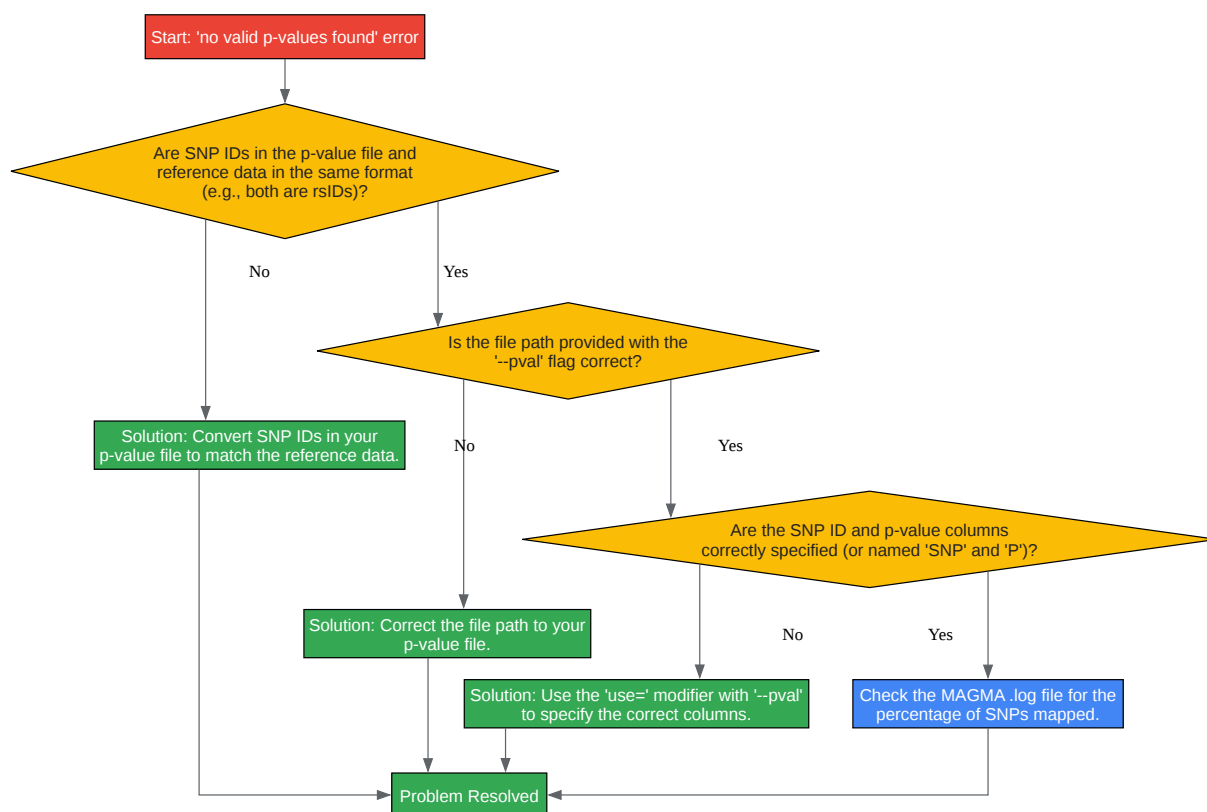 Start: 'no valid p-values found' error
Are SNP IDs in the p-value file and
reference data in the same format
(e.g., both are rsIDs)?
No
Yes
Is the file path provided with the
'--pval' flag correct?
Solution: Convert SNP IDs in your
p-value file to match the reference data.
No
Yes
Are the SNP ID and p-value columns
correctly specified (or named 'SNP' and 'P')?
Solution: Correct the file path to your
p-value file.
No
Yes
Solution: Use the 'use=' modifier with '--pval'
to specify the correct columns.
Check the MAGMA .log file for the
percentage of SNPs mapped.
Problem Resolved